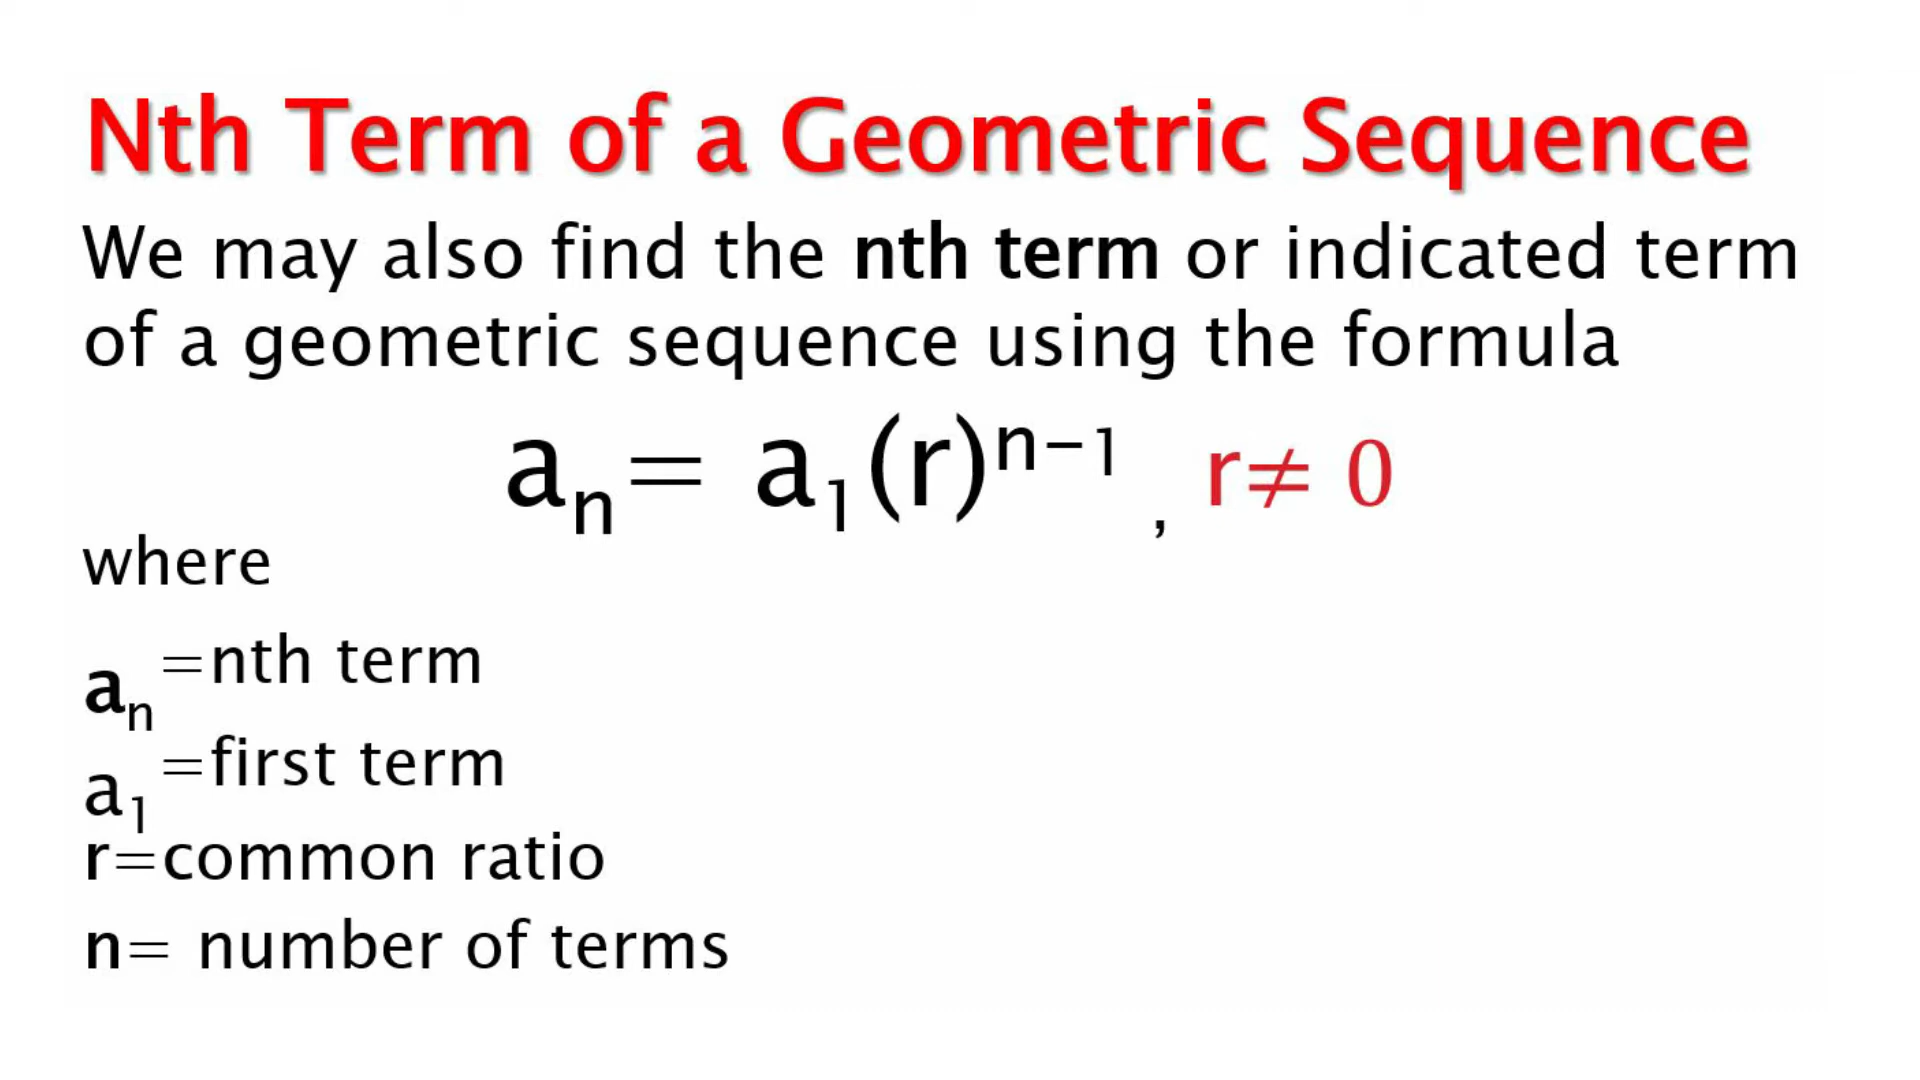 Nth Term of a Geometric Sequence
We may also find the nth term or indicated term
of a geometric sequence using the formula
aₙ= a₁(r)ⁿ⁻¹ , r≠ 0
where
aₙ=nth term
a₁=first term
r=common ratio
n= number of terms